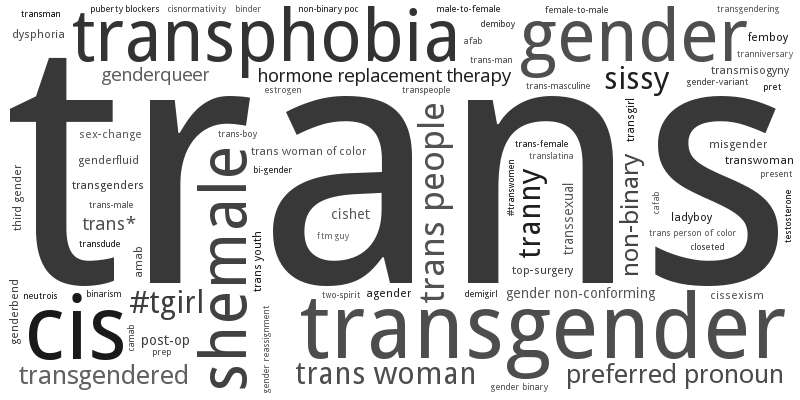 transman
puberty blockers
cisnormativity
binder
non-binary poc
male-to-female
female-to-male
transgendering
dysphoria
transphobia
demiboy
gender
femboy
afab
tranniversary
trans-man
genderqueer
hormone replacement therapy
sissy
transmisogyny
gender-variant
pret
estrogen
transpeople
trans-masculine
trans
sex-change
trans-boy
trans people
transgirl
trans woman of color
trans-female
misgender
genderfluid
translatina
transwoman
bi-gender
present
third gender
transgenders
shemale
#transwomen
tranny
transsexual
non-binary
cafab
testosterone
trans-male
cishet
ladyboy
trans*
ftm guy
trans person of color
transdude
closeted
amab
trans youth
top-surgery
genderbend
neutrois
binarism
#tgirl
two-spirit
agender
demigirl
gender non-conforming
cissexism
cis
transgender
camab
post-op
prep
gender reassignment
transgendered
trans woman
gender binary
preferred pronoun